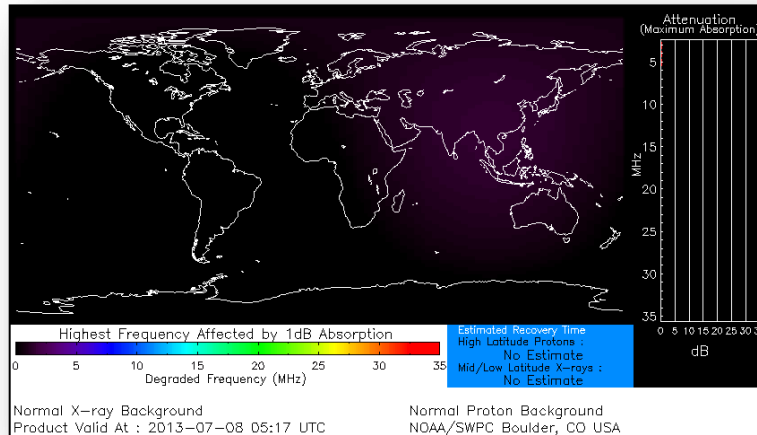 Attenuation
(Maximum Absorption)
5
10
15
20
25
30
35
MHz
0 5 10 15 20 25 30 3
dB
Highest Frequency Affected by 1dB Absorption
0 5 10 15 20 25 30 35
Degraded Frequency (MHz)
Estimated Recovery Time
High Latitude Protons :
No Estimate
Mid/Low Latitude X-rays :
No Estimate
Normal X-ray Background
Normal Proton Background
Product Valid At : 2013-07-08 05:17 UTC
NOAA/SWPC Boulder, CO USA